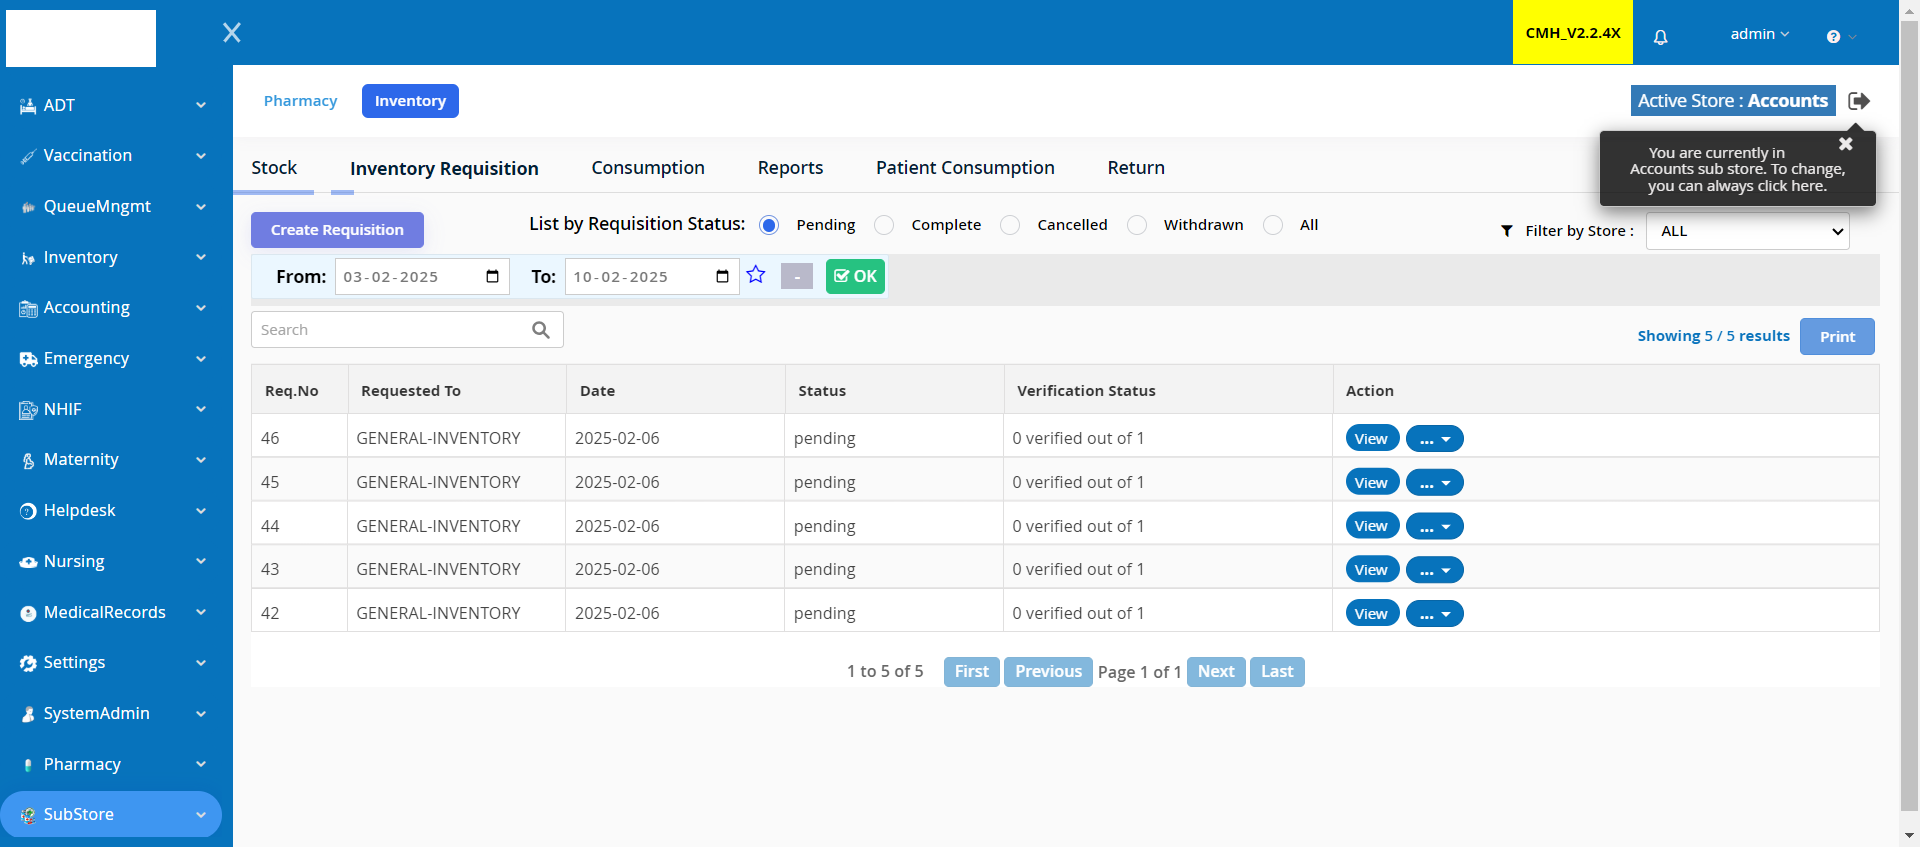 CMH_V2.2.4X
admin
ADT
Vaccination
QueueMngmt
Inventory
Accounting
Emergency
NHIF
Maternity
Helpdesk
Nursing
MedicalRecords
Settings
SystemAdmin
Pharmacy
SubStore
Pharmacy Inventory
Active Store : Accounts
You are currently in
Accounts sub store. To change,
you can always click here.
Stock Inventory Requisition Consumption Reports Patient Consumption Return
Create Requisition
List by Requisition Status: Pending Complete Cancelled Withdrawn All
Filter by Store : ALL
From: 03-02-2025 To: 10-02-2025 - OK
Search
Showing 5 / 5 results Print
Req.No Requested To Date Status Verification Status Action
46 GENERAL-INVENTORY 2025-02-06 pending 0 verified out of 1 View ...
45 GENERAL-INVENTORY 2025-02-06 pending 0 verified out of 1 View ...
44 GENERAL-INVENTORY 2025-02-06 pending 0 verified out of 1 View ...
43 GENERAL-INVENTORY 2025-02-06 pending 0 verified out of 1 View ...
42 GENERAL-INVENTORY 2025-02-06 pending 0 verified out of 1 View ...
1 to 5 of 5 First Previous Page 1 of 1 Next Last